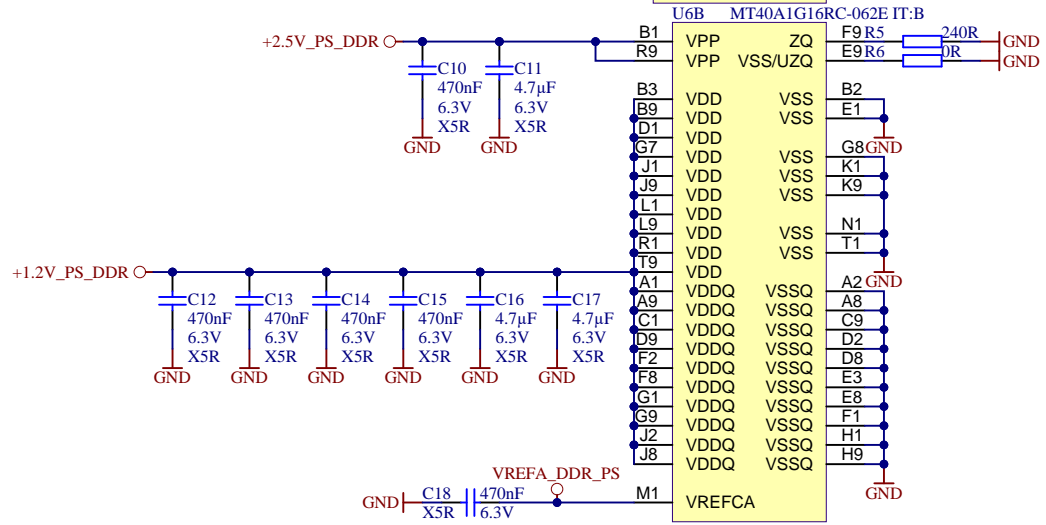 U6B MT40A1G16RC-062E IT:B
+2.5V_PS_DDR B1 VPP ZQ F9 R5 240R GND
R9 VPP VSS/UZQ E9 R6 0R GND
C10 C11
470nF 4.7µF
6.3V 6.3V
X5R X5R
GND GND
B3 VDD VSS B2
B9 VDD VSS E1
D1 VDD GND
G7 VDD VSS G8
J1 VDD VSS K1
J9 VDD VSS K9
L1 VDD
L9 VDD VSS N1
R1 VDD VSS T1
+1.2V_PS_DDR T9 VDD GND
A1 VDDQ VSSQ A2
A9 VDDQ VSSQ A8
C1 VDDQ VSSQ C9
D9 VDDQ VSSQ D2
F2 VDDQ VSSQ D8
F8 VDDQ VSSQ E3
G1 VDDQ VSSQ E8
G9 VDDQ VSSQ F1
J2 VDDQ VSSQ H1
J8 VDDQ VSSQ H9
GND
C12 C13 C14 C15 C16 C17
470nF 470nF 470nF 470nF 4.7µF 4.7µF
6.3V 6.3V 6.3V 6.3V 6.3V 6.3V
X5R X5R X5R X5R X5R X5R
GND GND GND GND GND GND
VREFA_DDR_PS
GND C18 470nF M1 VREFCA
X5R 6.3V